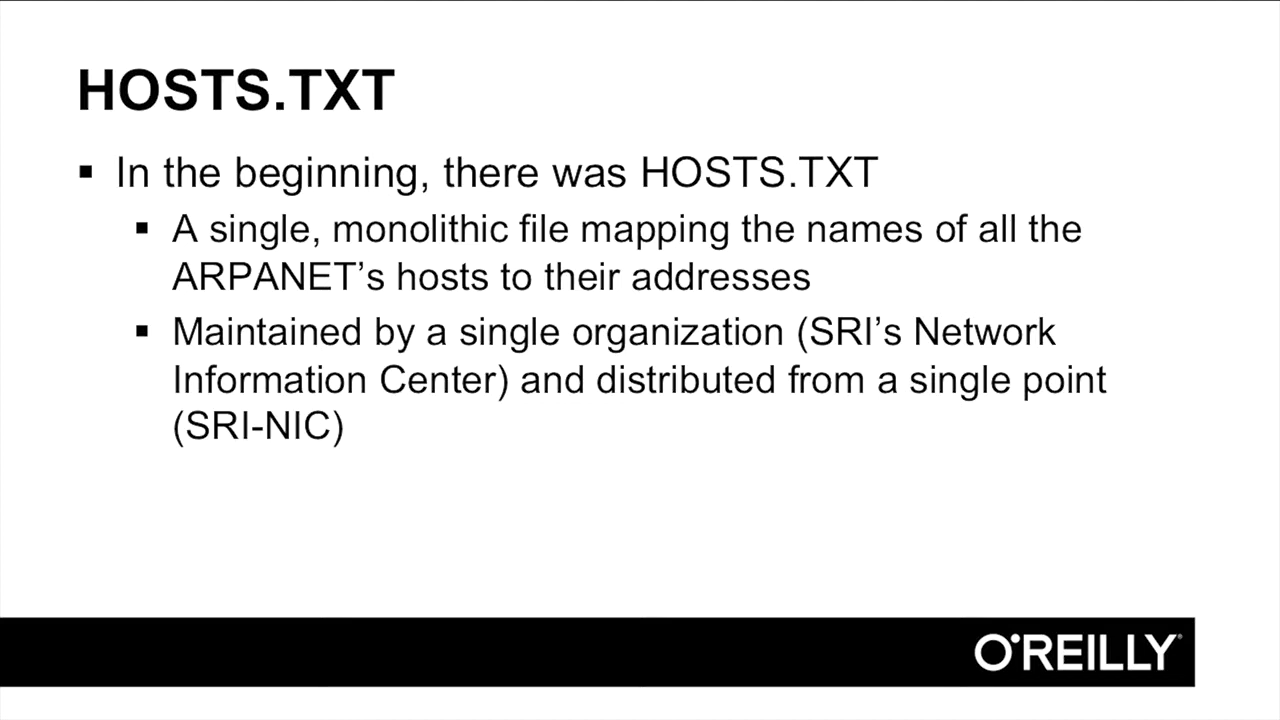 HOSTS.TXT
▪ In the beginning, there was HOSTS.TXT
▪ A single, monolithic file mapping the names of all the
ARPANET’s hosts to their addresses
▪ Maintained by a single organization (SRI’s Network
Information Center) and distributed from a single point
(SRI-NIC)
O'REILLY®